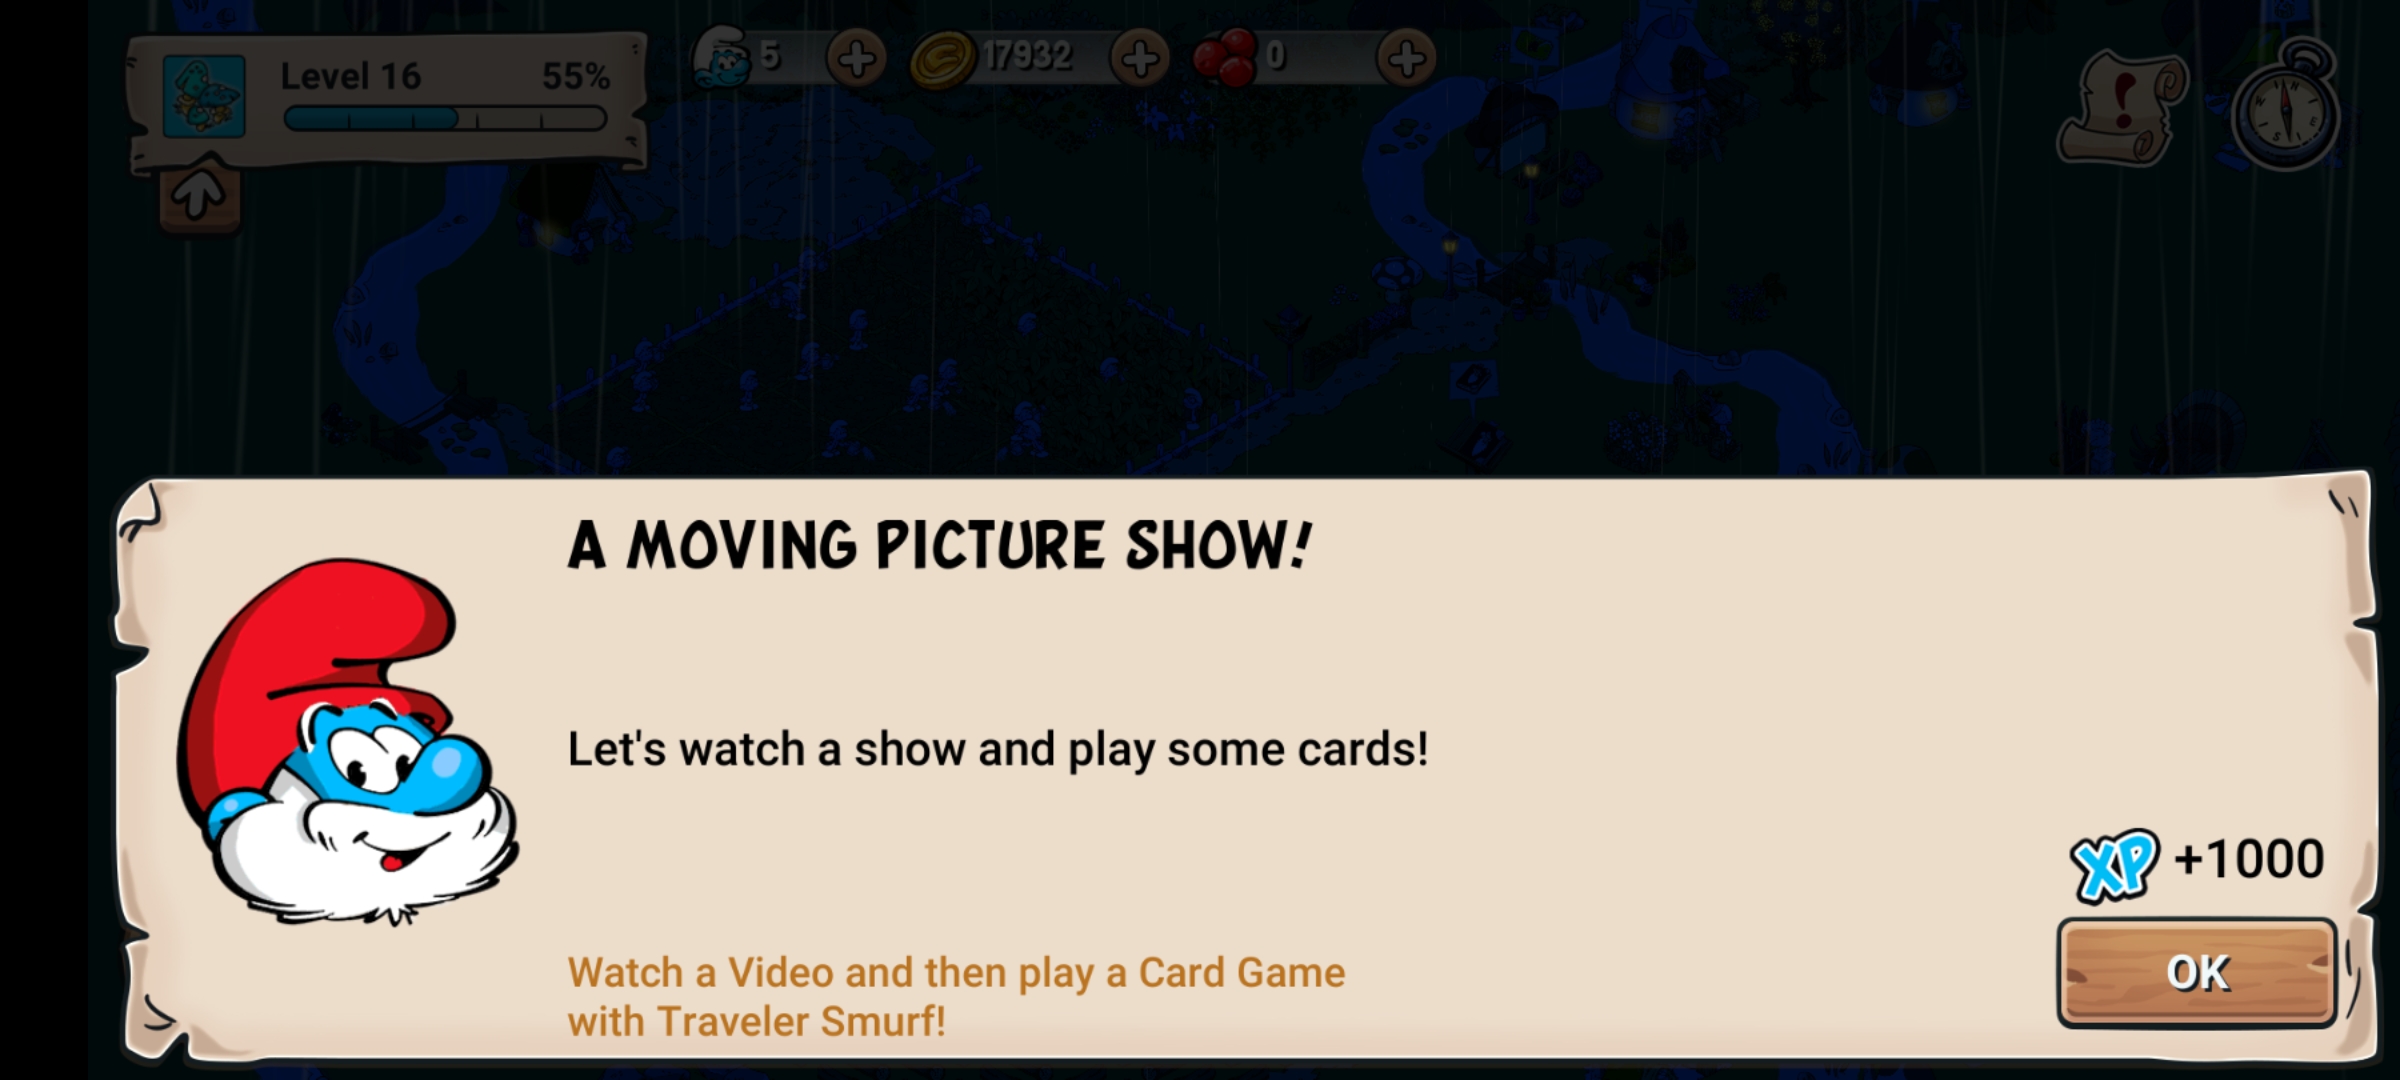 Level 16 55%
5
17932
0
A MOVING PICTURE SHOW!
Let's watch a show and play some cards!
XP +1000
Watch a Video and then play a Card Game
with Traveler Smurf!
OK